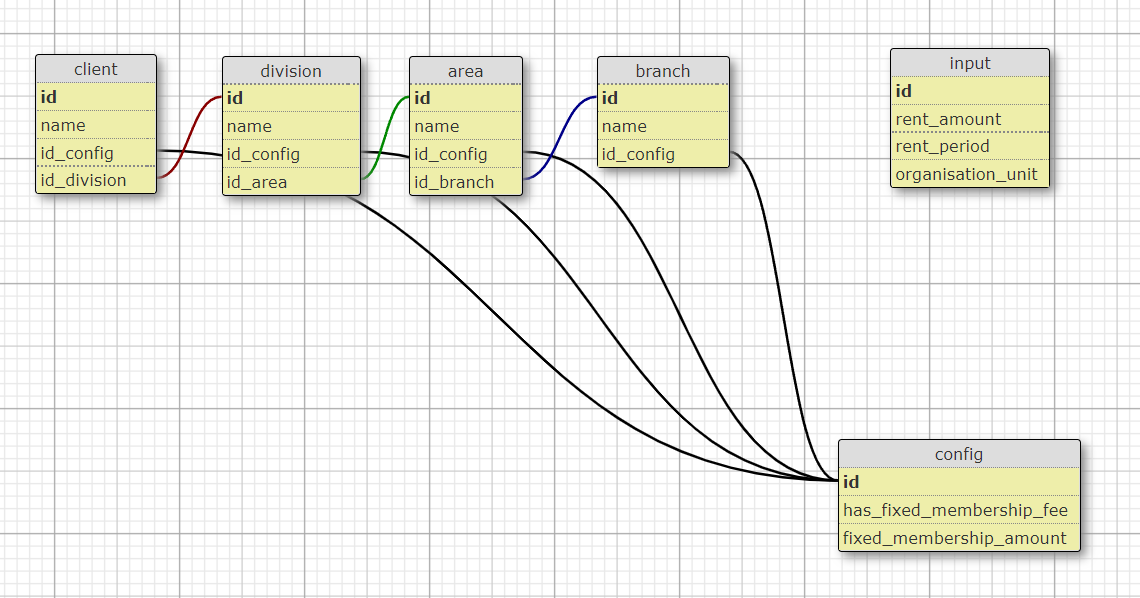 client
id
name
id_config
id_division
division
id
name
id_config
id_area
area
id
name
id_config
id_branch
branch
id
name
id_config
input
id
rent_amount
rent_period
organisation_unit
config
id
has_fixed_membership_fee
fixed_membership_amount